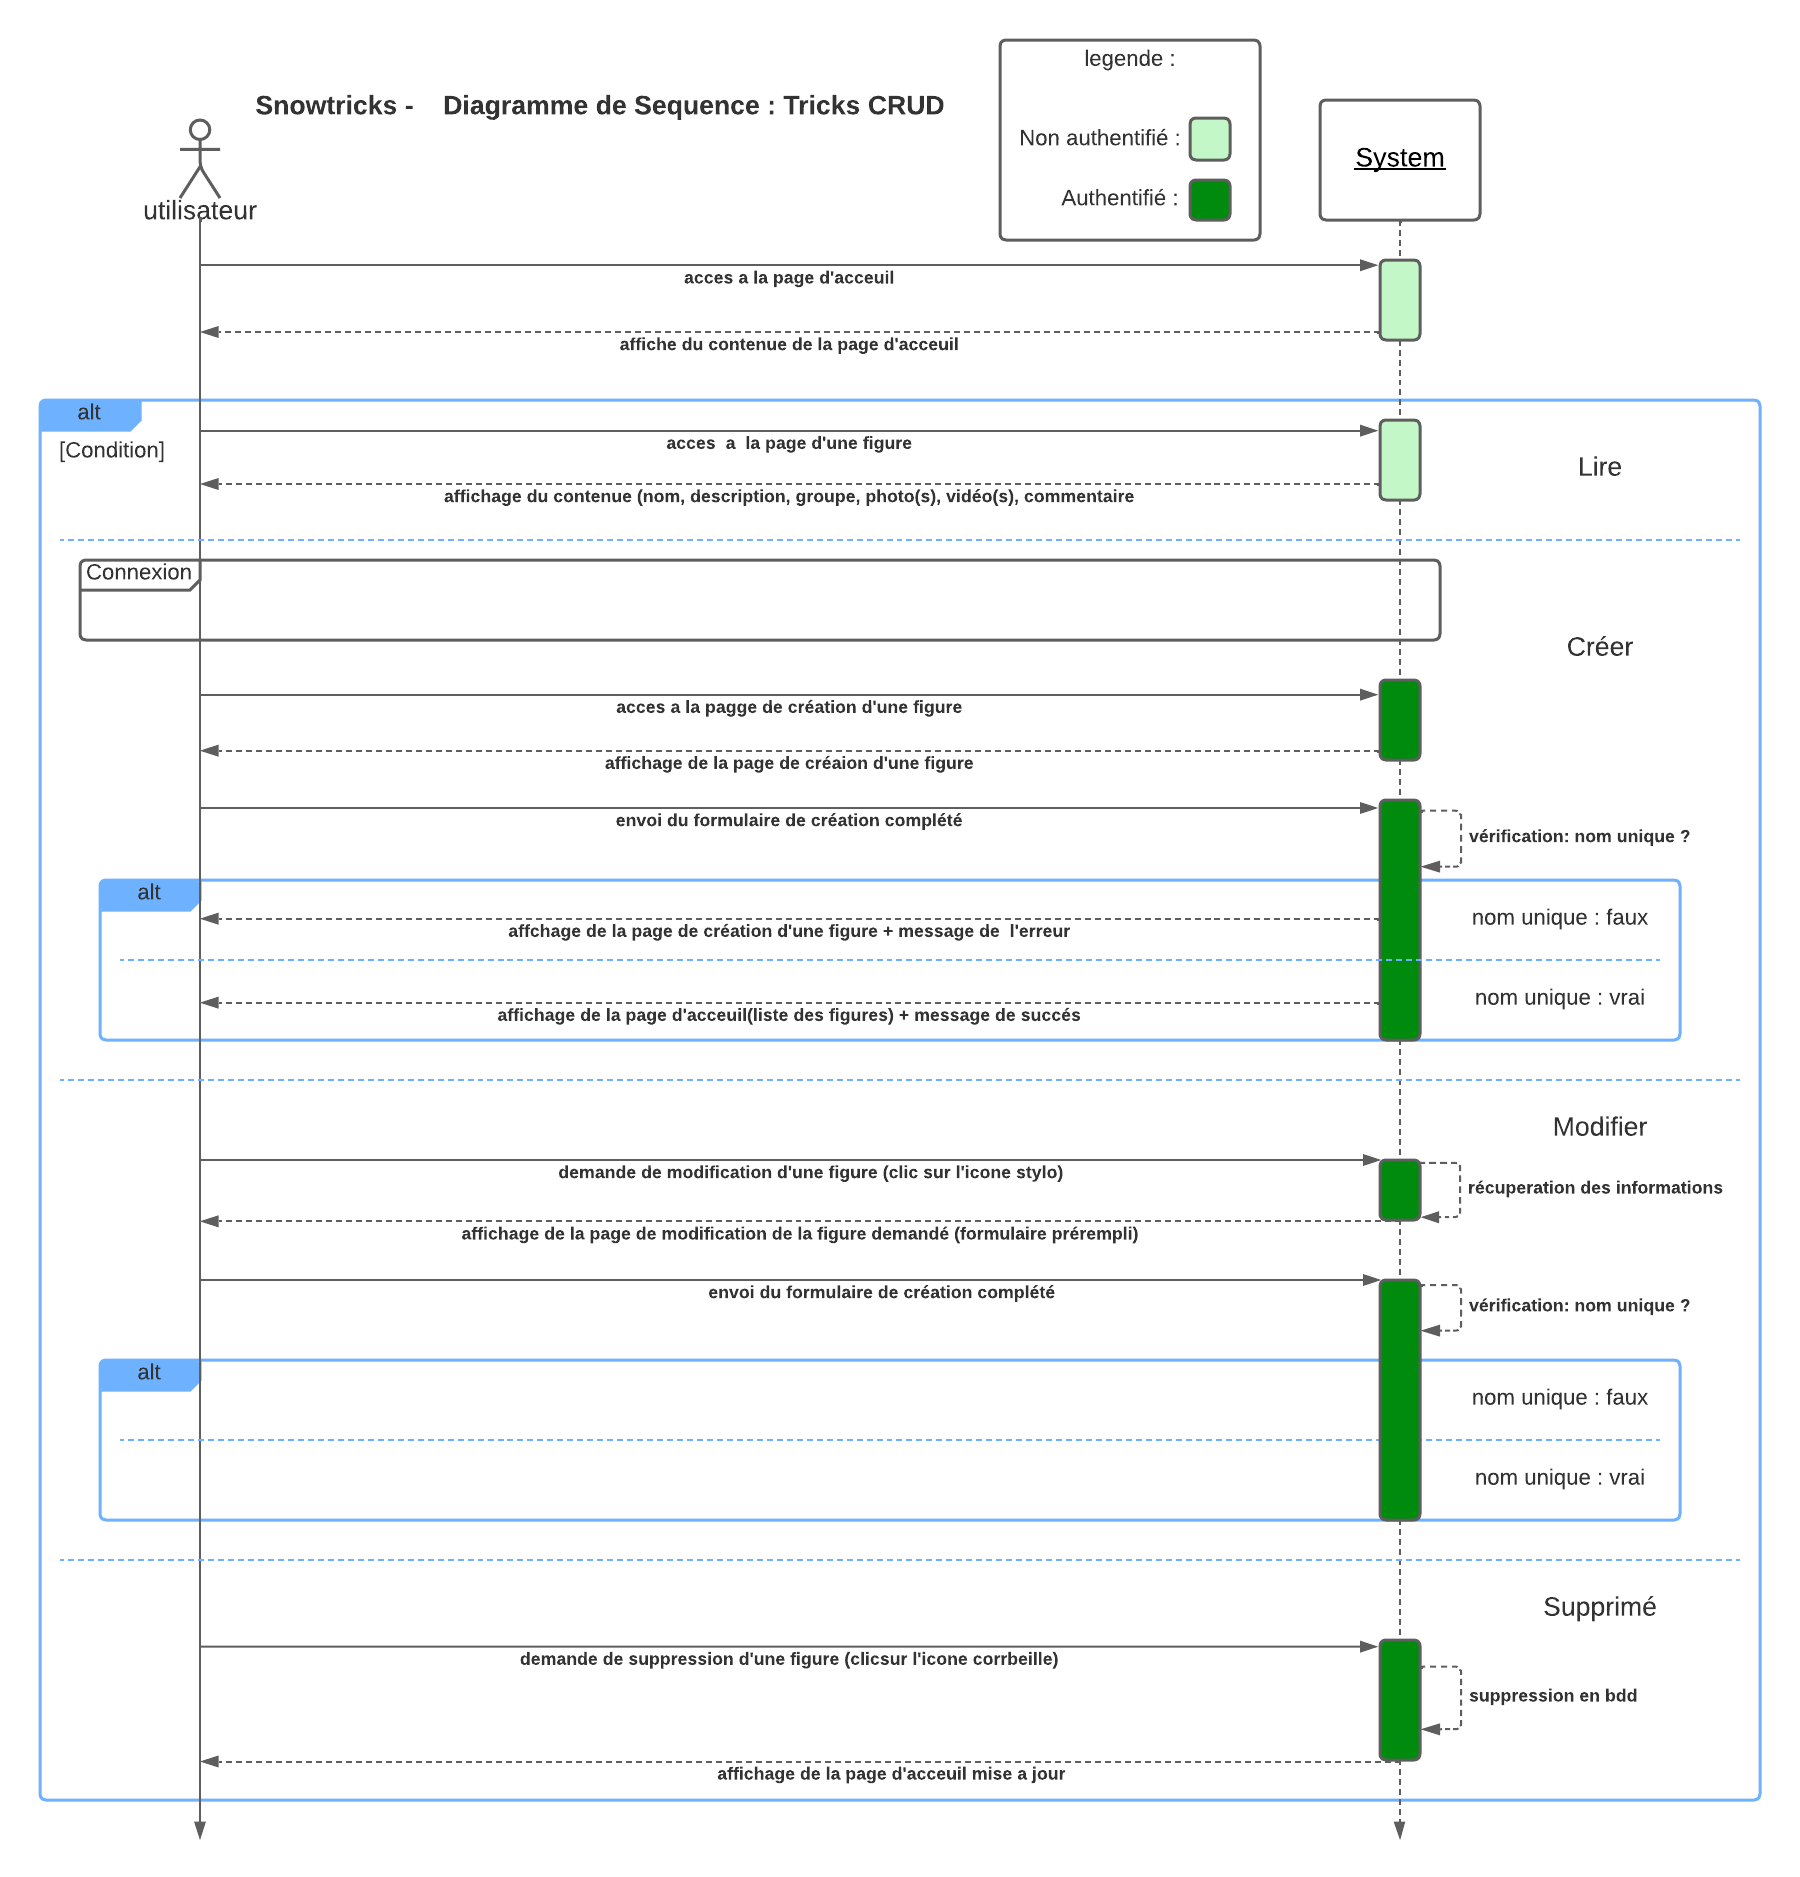 legende :
Snowtricks -    Diagramme de Sequence : Tricks CRUD
Non authentifié :
System
Authentifié :
utilisateur
acces a la page d'acceuil
affiche du contenue de la page d'acceuil
alt
[Condition]
acces  a  la page d'une figure
Lire
affichage du contenue (nom, description, groupe, photo(s), vidéo(s), commentaire
Connexion
Créer
acces a la pagge de création d'une figure
affichage de la page de créaion d'une figure
envoi du formulaire de création complété
vérification: nom unique ?
alt
nom unique : faux
affchage de la page de création d'une figure + message de  l'erreur
nom unique : vrai
affichage de la page d'acceuil(liste des figures) + message de succés
Modifier
demande de modification d'une figure (clic sur l'icone stylo)
récuperation des informations
affichage de la page de modification de la figure demandé (formulaire prérempli)
envoi du formulaire de création complété
vérification: nom unique ?
alt
nom unique : faux
nom unique : vrai
Supprimé
demande de suppression d'une figure (clicsur l'icone corrbeille)
suppression en bdd
affichage de la page d'acceuil mise a jour